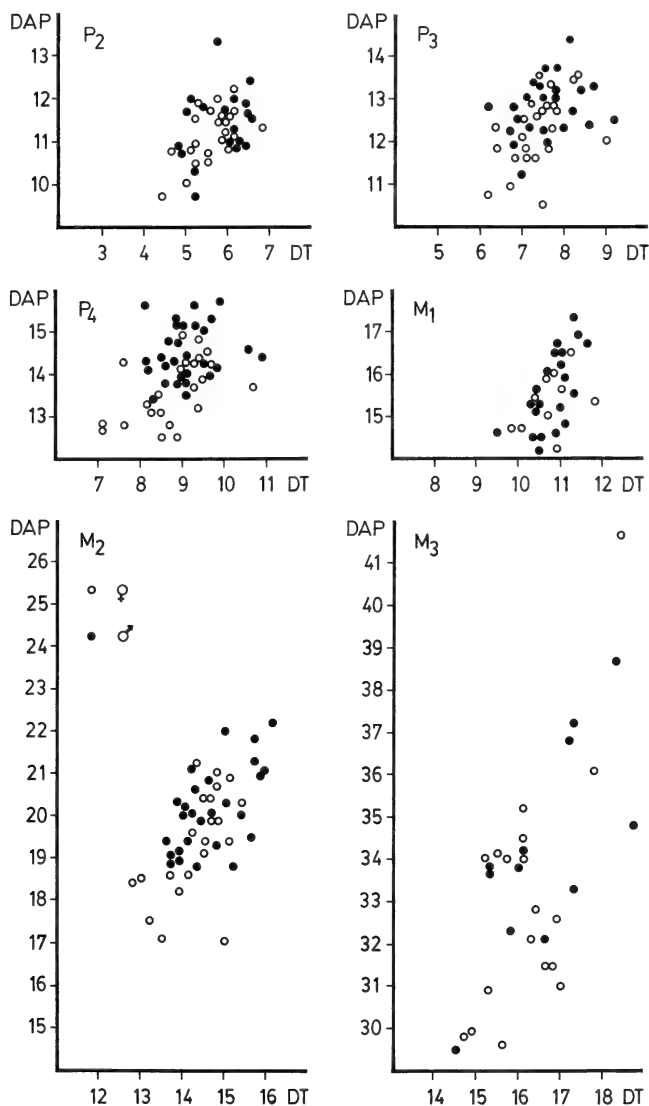 DAP
P2
13
12
11
10
3 4 5 6 7 DT
DAP
P3
14
13
12
11
5 6 7 8 9 DT
DAP
P4
15
14
13
7 8 9 10 11 DT
DAP
M1
17
16
15
8 9 10 11 12 DT
DAP
M2
26
25
♀
24
♂
23
22
21
20
19
18
17
16
15
12 13 14 15 16 DT
DAP
M3
41
40
39
38
37
36
35
34
33
32
31
30
14 15 16 17 18 DT